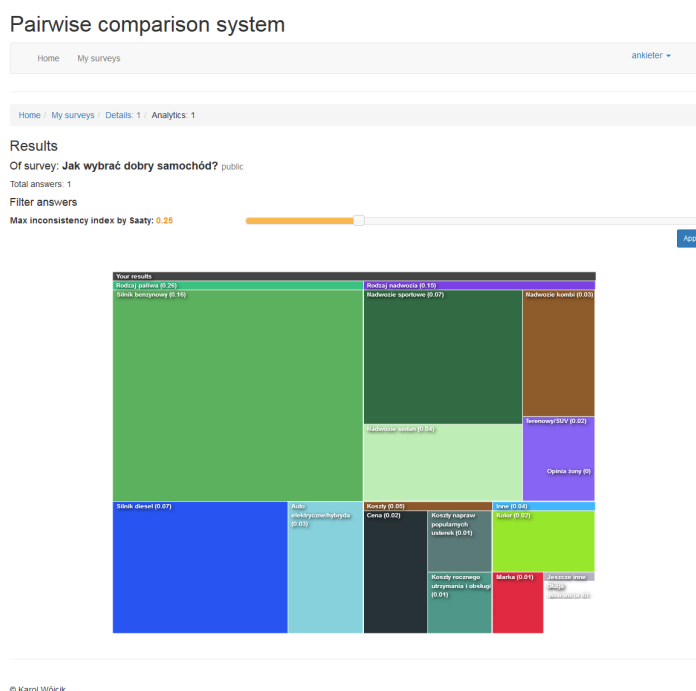 Pairwise comparison system
Home My surveys ankieter
Home / My surveys / Details: 1 / Analytics: 1
Results
Of survey: Jak wybrać dobry samochód? public
Total answers: 1
Filter answers
Max inconsistency index by Saaty: 0.25
App
Your results
Rodzaj paliwa (0.26)
Silnik benzynowy (0.16)
Rodzaj nadwozia (0.15)
Nadwozie sportowe (0.07)
Nadwozie kombi (0.03)
Nadwozie sedan (0.04)
Terenowy/SUV (0.02)
Opinia żony (0)
Silnik diesel (0.07)
Auto
elektryczne/hybryda
(0.03)
Koszty (0.05)
Cena (0.02)
Koszty napraw
popularnych
usterek (0.01)
Koszty rocznego
utrzymania i obsługi
(0.01)
Inne (0.04)
Kolor (0.02)
Marka (0.01)
Jeszcze inne
© Karol Wójcik